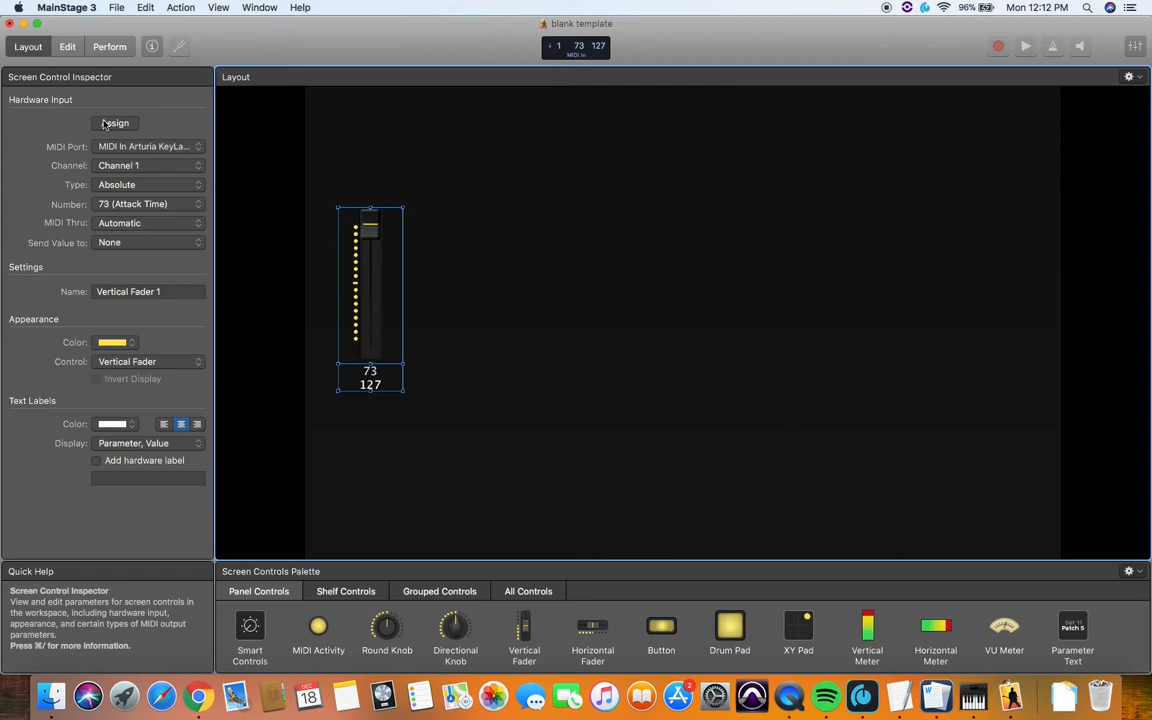 MainStage 3 File Edit Action View Window Help
96% Mon 12:12 PM
blank template
Layout Edit Perform
1 73 127
MIDI In
Screen Control Inspector
Hardware Input
Assign
MIDI Port: MIDI In Arturia KeyLa...
Channel: Channel 1
Type: Absolute
Number: 73 (Attack Time)
MIDI Thru: Automatic
Send Value to: None
Settings
Name: Vertical Fader 1
Appearance
Color:
Control: Vertical Fader
Invert Display
Text Labels
Color:
Display: Parameter, Value
Add hardware label
Layout
73
127
Quick Help
Screen Control Inspector
View and edit parameters for screen controls in
the workspace, including hardware input,
appearance, and certain types of MIDI output
parameters.
Press ⌘/ for more information.
Screen Controls Palette
Panel Controls Shelf Controls Grouped Controls All Controls
Set 11
Patch 5
Smart Controls
MIDI Activity
Round Knob
Directional Knob
Vertical Fader
Horizontal Fader
Button
Drum Pad
XY Pad
Vertical Meter
Horizontal Meter
VU Meter
Parameter Text
DEC
18
2